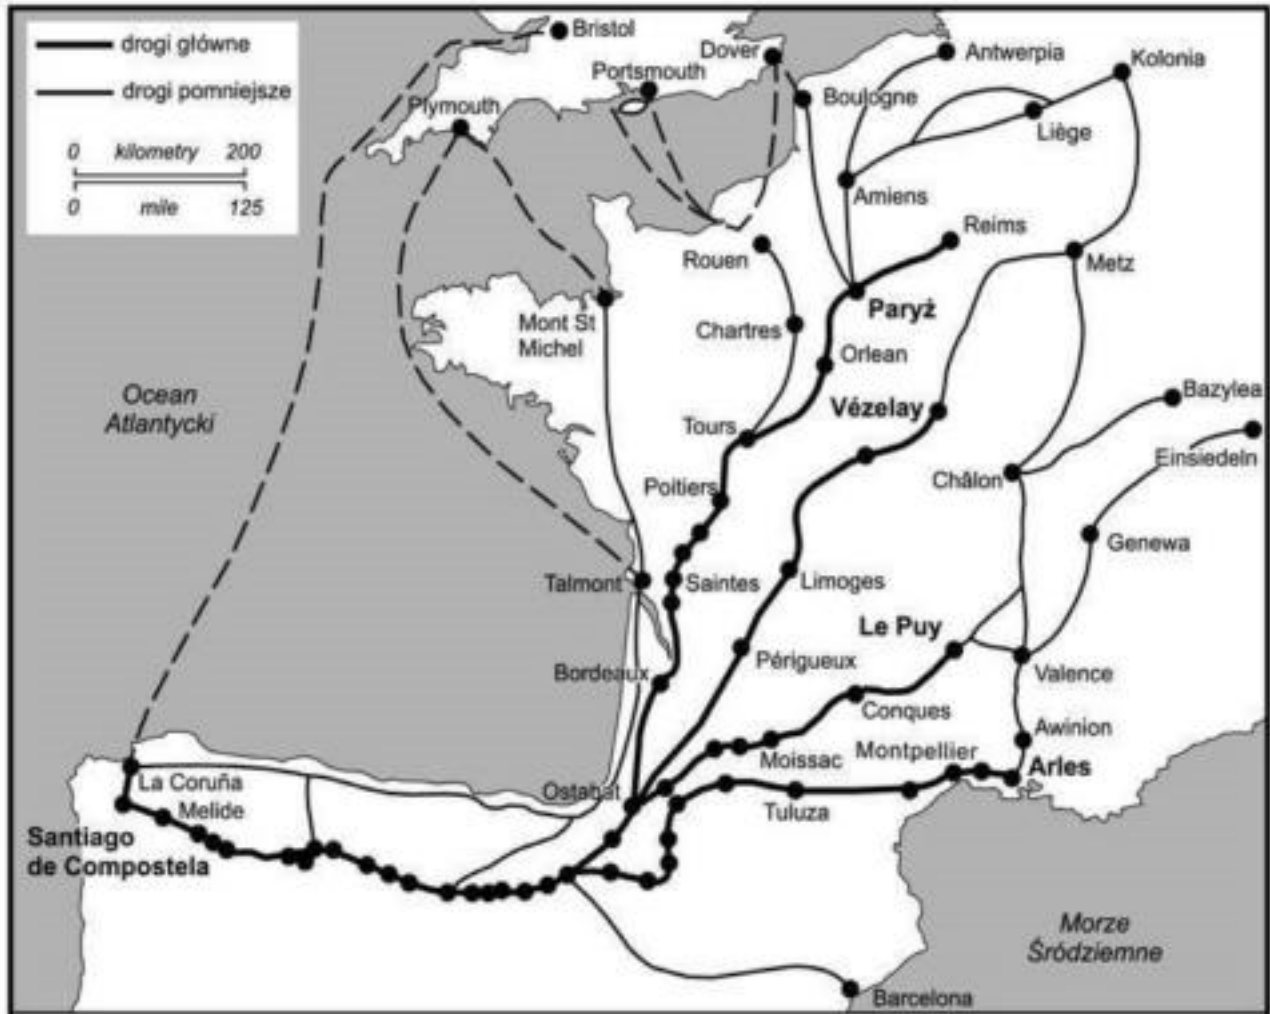 drogi główne
drogi pomniejsze
0 kilometry 200
0 mile 125
Bristol
Dover
Portsmouth
Plymouth
Antwerpia
Kolonia
Boulogne
Liège
Amiens
Reims
Rouen
Metz
Mont St
Michel
Chartres
Paryż
Orlean
Ocean
Atlantycki
Vézelay
Bazylea
Tours
Einsiedeln
Poitiers
Châlon
Genewa
Talmont
Saintes
Limoges
Le Puy
Bordeaux
Périgueux
Valence
Conques
Awinion
Moissac
Montpellier
Arles
La Coruña
Ostabat
Melide
Tuluza
Santiago
de Compostela
Morze
Śródziemne
Barcelona